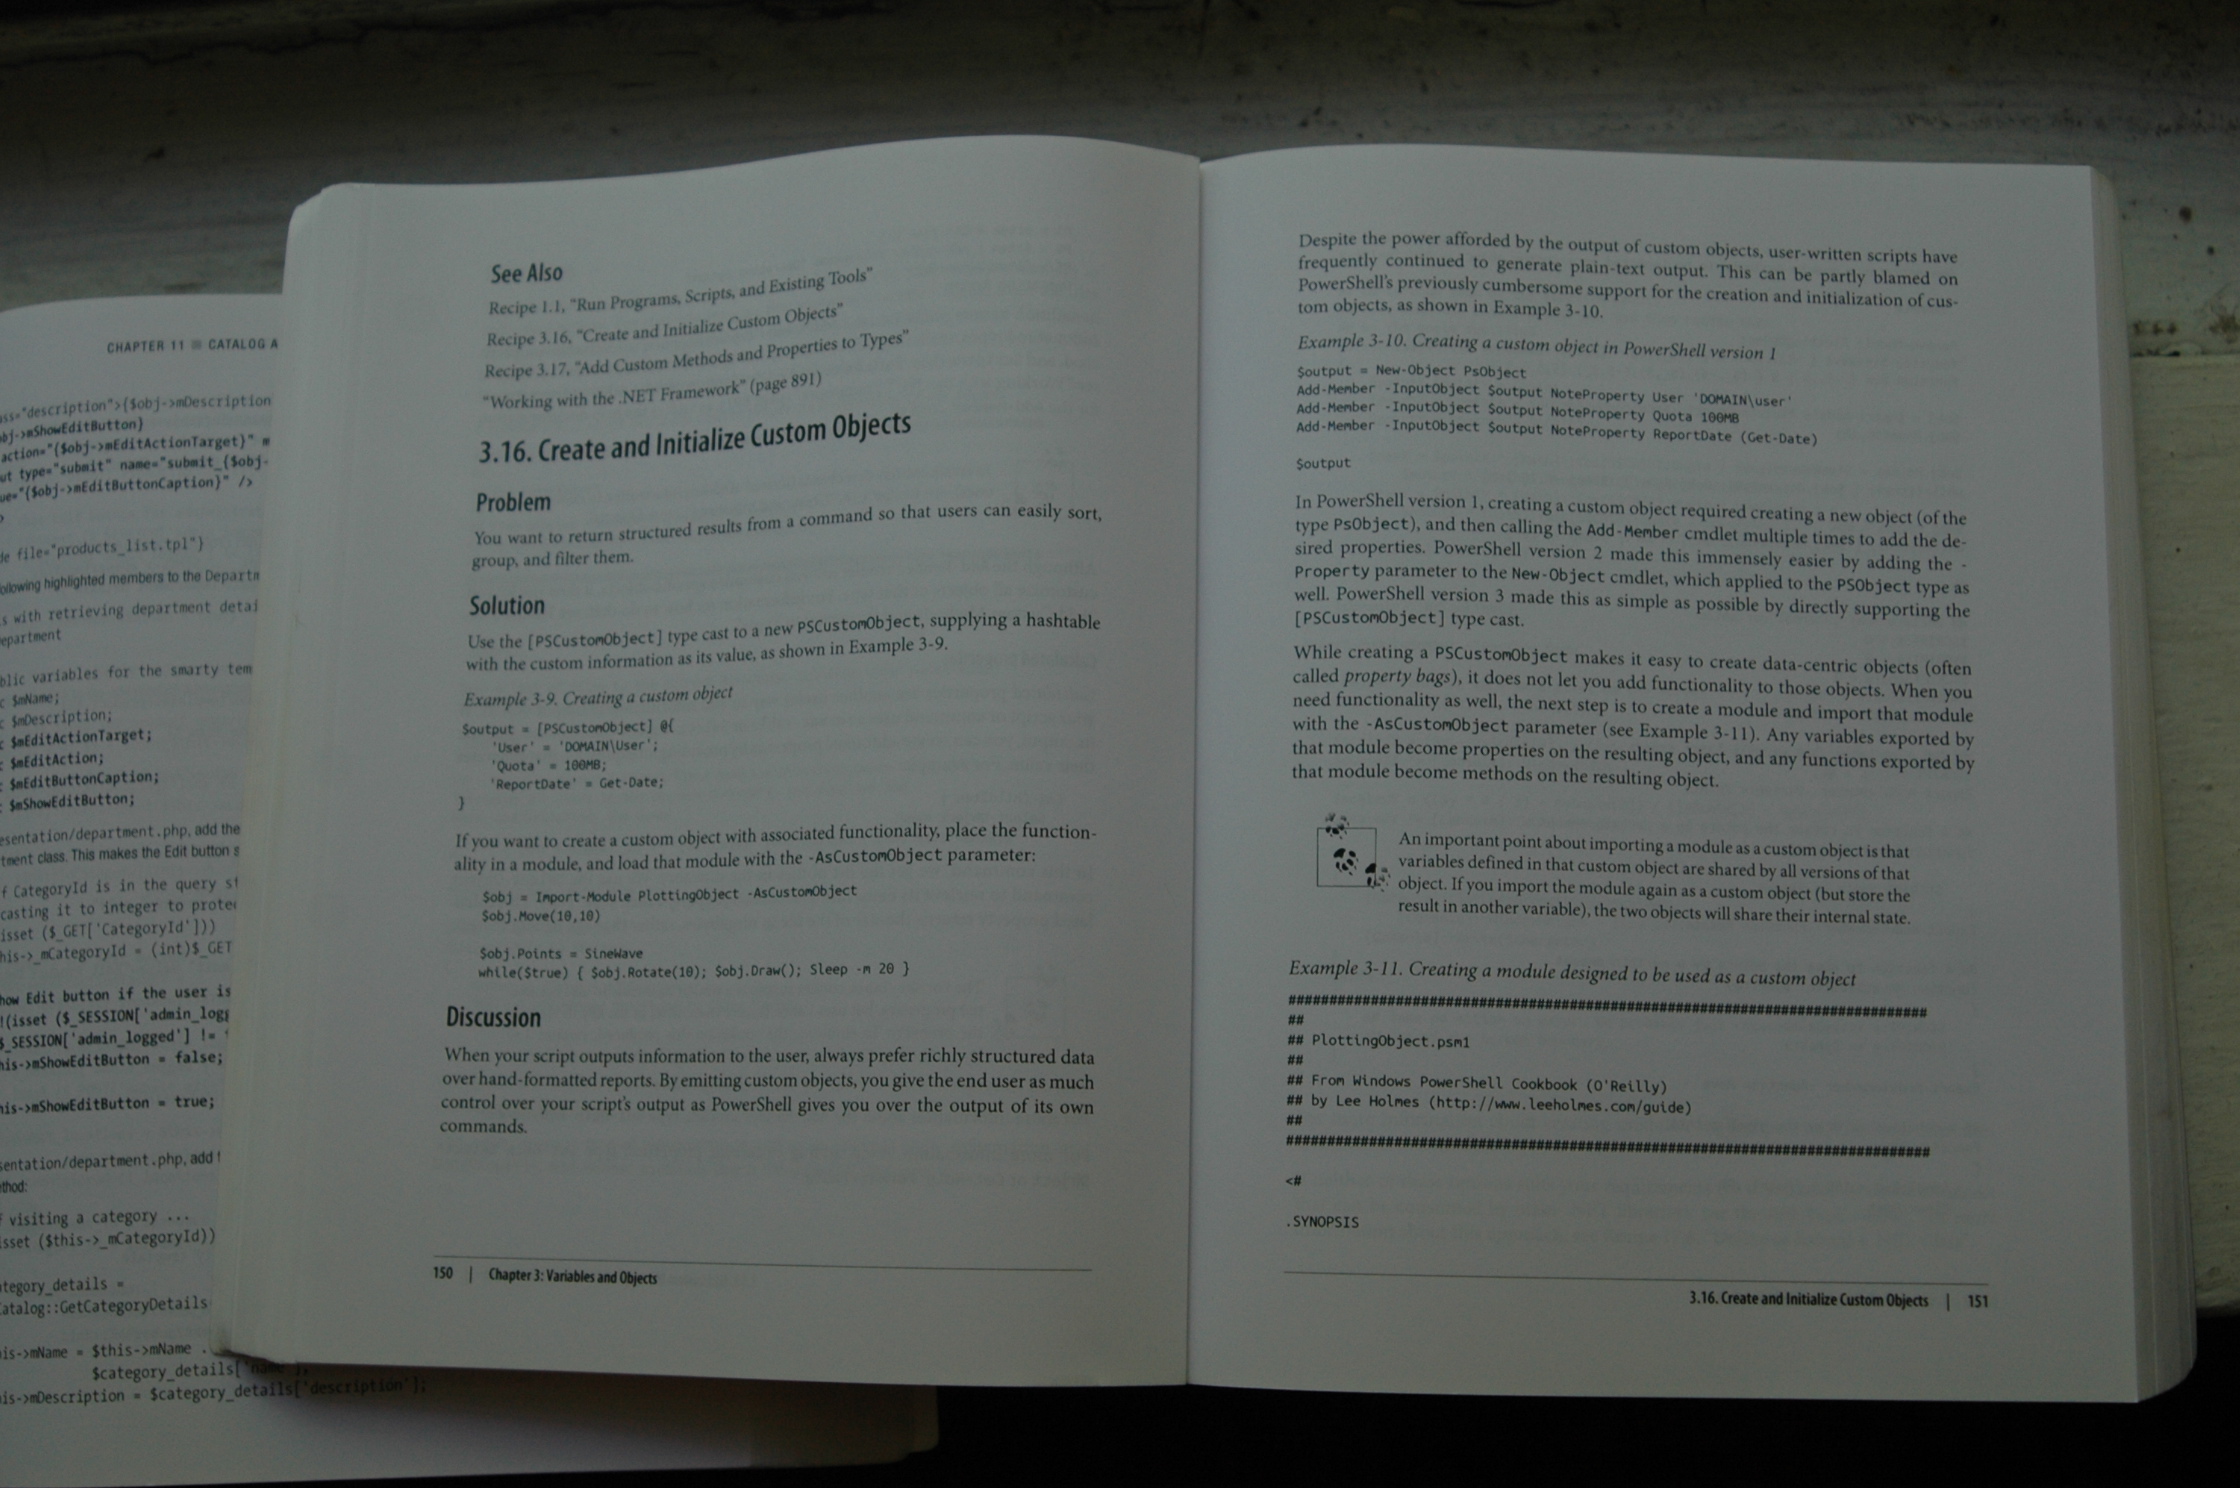 CHAPTER 11 ■ CATALOG A
ss="description">{$obj->mDescription
bj->mShowEditButton}
action="{$obj->mEditActionTarget}" m
ut type="submit" name="submit_{$obj-
ue="{$obj->mEditButtonCaption}" />
>
de file="products_list.tpl"}
ollowing highlighted members to the Departm
s with retrieving department detai
epartment
blic variables for the smarty tem
c $mName;
c $mDescription;
c $mEditActionTarget;
c $mEditAction;
c $mEditButtonCaption;
c $mShowEditButton;
esentation/department.php, add the
tment class. This makes the Edit button s
f CategoryId is in the query st
casting it to integer to protec
isset ($_GET['CategoryId']))
his->_mCategoryId = (int)$_GET
how Edit button if the user is
!(isset ($_SESSION['admin_logg
$_SESSION['admin_logged'] !=
his->mShowEditButton = false;
his->mShowEditButton = true;
sentation/department.php, add
thod:
f visiting a category ...
isset ($this->_mCategoryId))
ategory_details =
Catalog::GetCategoryDetails
his->mName = $this->mName .
$category_details['name'];
his->mDescription = $category_details['description'];
See Also
Recipe 1.1, "Run Programs, Scripts, and Existing Tools"
Recipe 3.16, "Create and Initialize Custom Objects"
Recipe 3.17, "Add Custom Methods and Properties to Types"
"Working with the .NET Framework" (page 891)
3.16. Create and Initialize Custom Objects
Problem
You want to return structured results from a command so that users can easily sort,
group, and filter them.
Solution
Use the [PSCustomObject] type cast to a new PSCustomObject, supplying a hashtable
with the custom information as its value, as shown in Example 3-9.
Example 3-9. Creating a custom object
$output = [PSCustomObject] @{
'User' = 'DOMAIN\User';
'Quota' = 100MB;
'ReportDate' = Get-Date;
}
If you want to create a custom object with associated functionality, place the function-
ality in a module, and load that module with the -AsCustomObject parameter:
$obj = Import-Module PlottingObject -AsCustomObject
$obj.Move(10,10)
$obj.Points = SineWave
while($true) { $obj.Rotate(10); $obj.Draw(); Sleep -m 20 }
Discussion
When your script outputs information to the user, always prefer richly structured data
over hand-formatted reports. By emitting custom objects, you give the end user as much
control over your script's output as PowerShell gives you over the output of its own
commands.
150 | Chapter 3: Variables and Objects
Despite the power afforded by the output of custom objects, user-written scripts have
frequently continued to generate plain-text output. This can be partly blamed on
PowerShell's previously cumbersome support for the creation and initialization of cus-
tom objects, as shown in Example 3-10.
Example 3-10. Creating a custom object in PowerShell version 1
$output = New-Object PsObject
Add-Member -InputObject $output NoteProperty User 'DOMAIN\user'
Add-Member -InputObject $output NoteProperty Quota 100MB
Add-Member -InputObject $output NoteProperty ReportDate (Get-Date)
$output
In PowerShell version 1, creating a custom object required creating a new object (of the
type PsObject), and then calling the Add-Member cmdlet multiple times to add the de-
sired properties. PowerShell version 2 made this immensely easier by adding the -
Property parameter to the New-Object cmdlet, which applied to the PSObject type as
well. PowerShell version 3 made this as simple as possible by directly supporting the
[PSCustomObject] type cast.
While creating a PSCustomObject makes it easy to create data-centric objects (often
called property bags), it does not let you add functionality to those objects. When you
need functionality as well, the next step is to create a module and import that module
with the -AsCustomObject parameter (see Example 3-11). Any variables exported by
that module become properties on the resulting object, and any functions exported by
that module become methods on the resulting object.
An important point about importing a module as a custom object is that
variables defined in that custom object are shared by all versions of that
object. If you import the module again as a custom object (but store the
result in another variable), the two objects will share their internal state.
Example 3-11. Creating a module designed to be used as a custom object
##############################################################################
##
## PlottingObject.psm1
##
## From Windows PowerShell Cookbook (O'Reilly)
## by Lee Holmes (http://www.leeholmes.com/guide)
##
##############################################################################
<#
.SYNOPSIS
3.16. Create and Initialize Custom Objects | 151